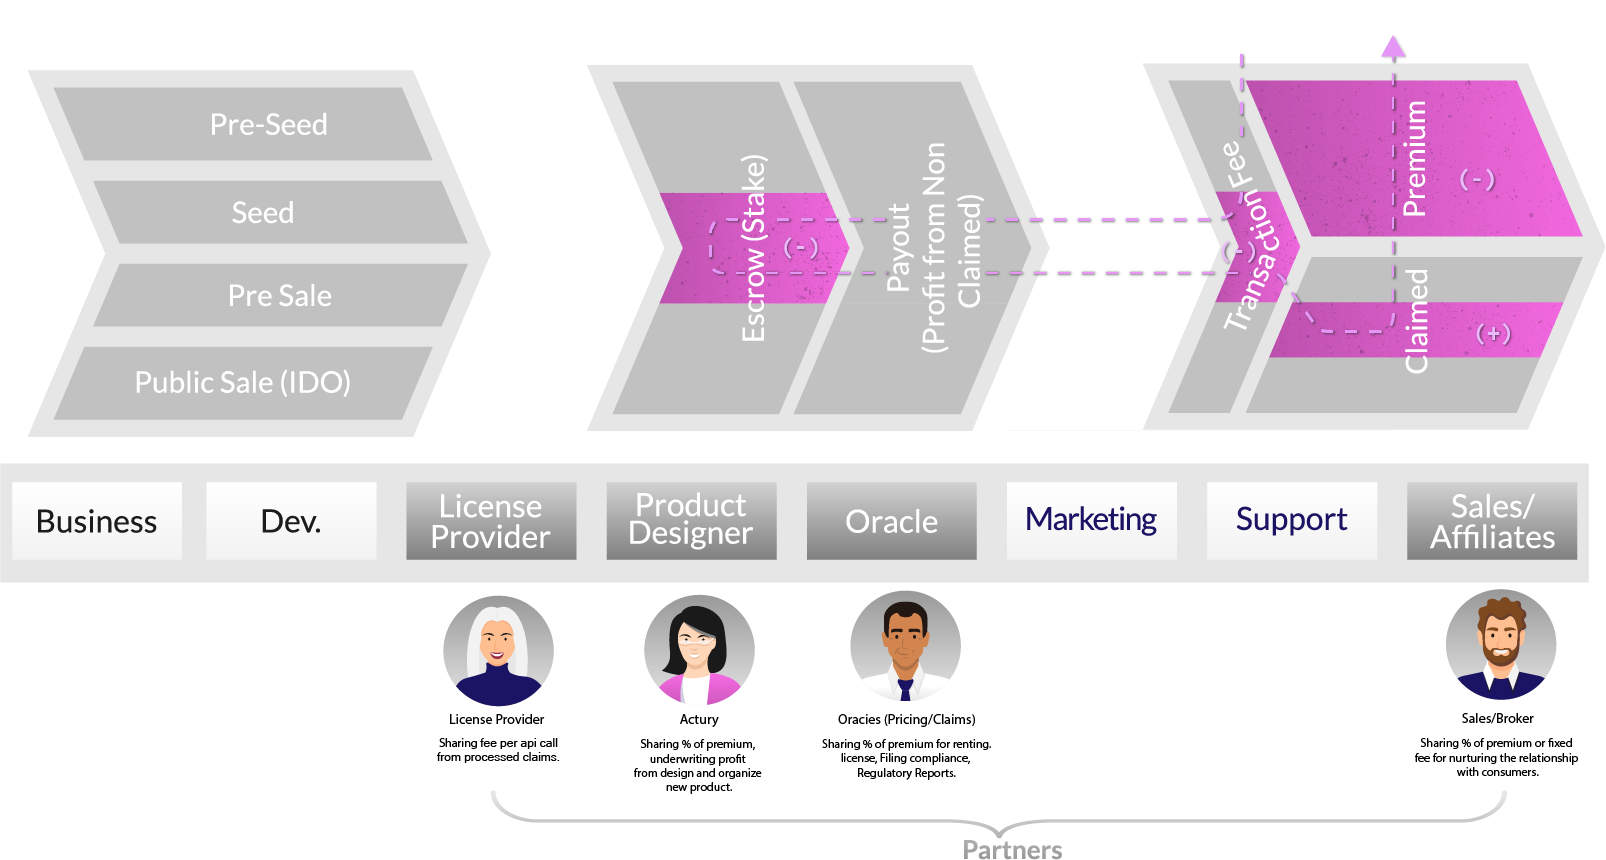 Pre-Seed
Seed
Pre Sale
Public Sale (IDO)
Escrow (Stake)
(-)
Payout
(Profit from Non
Claimed)
Transa ction Fee
(-)
Premium
(-)
Claimed
(+)
Business
Dev.
License
Provider
Product
Designer
Oracle
Marketing
Support
Sales/
Affiliates
License Provider
Sharing fee per api call
from processed claims.
Actury
Sharing % of premium,
underwriting profit
from design and organize
new product.
Oracies (Pricing/Claims)
Sharing % of premium for renting.
license, Filing compliance,
Regulatory Reports.
Sales/Broker
Sharing % of premium or fixed
fee for nurturing the relationship
with consumers.
Partners